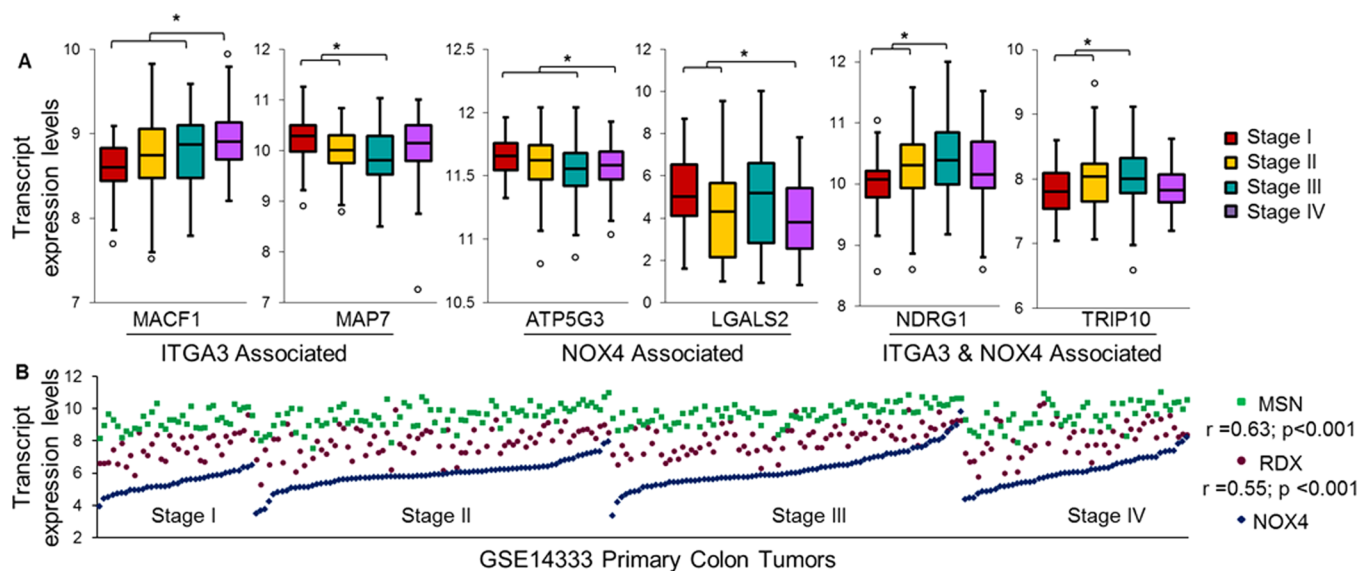 A
Transcript
expression levels
*
10
9
8
7
MACF1
*
12
11
10
9
10
7
MAP7
ITGA3 Associated
*
12.5
12
11.5
11
10.5
ATP5G3
*
12
10
8
6
4
2
0
LGALS2
NOX4 Associated
*
12
11
10
9
8
NDRG1
*
10
9
8
7
6
TRIP10
ITGA3 & NOX4 Associated
Stage I
Stage II
Stage III
Stage IV
B
Transcript
expression levels
12
10
8
6
4
2
Stage I
Stage II
Stage III
Stage IV
GSE14333 Primary Colon Tumors
MSN
r =0.63; p<0.001
RDX
r =0.55; p <0.001
NOX4